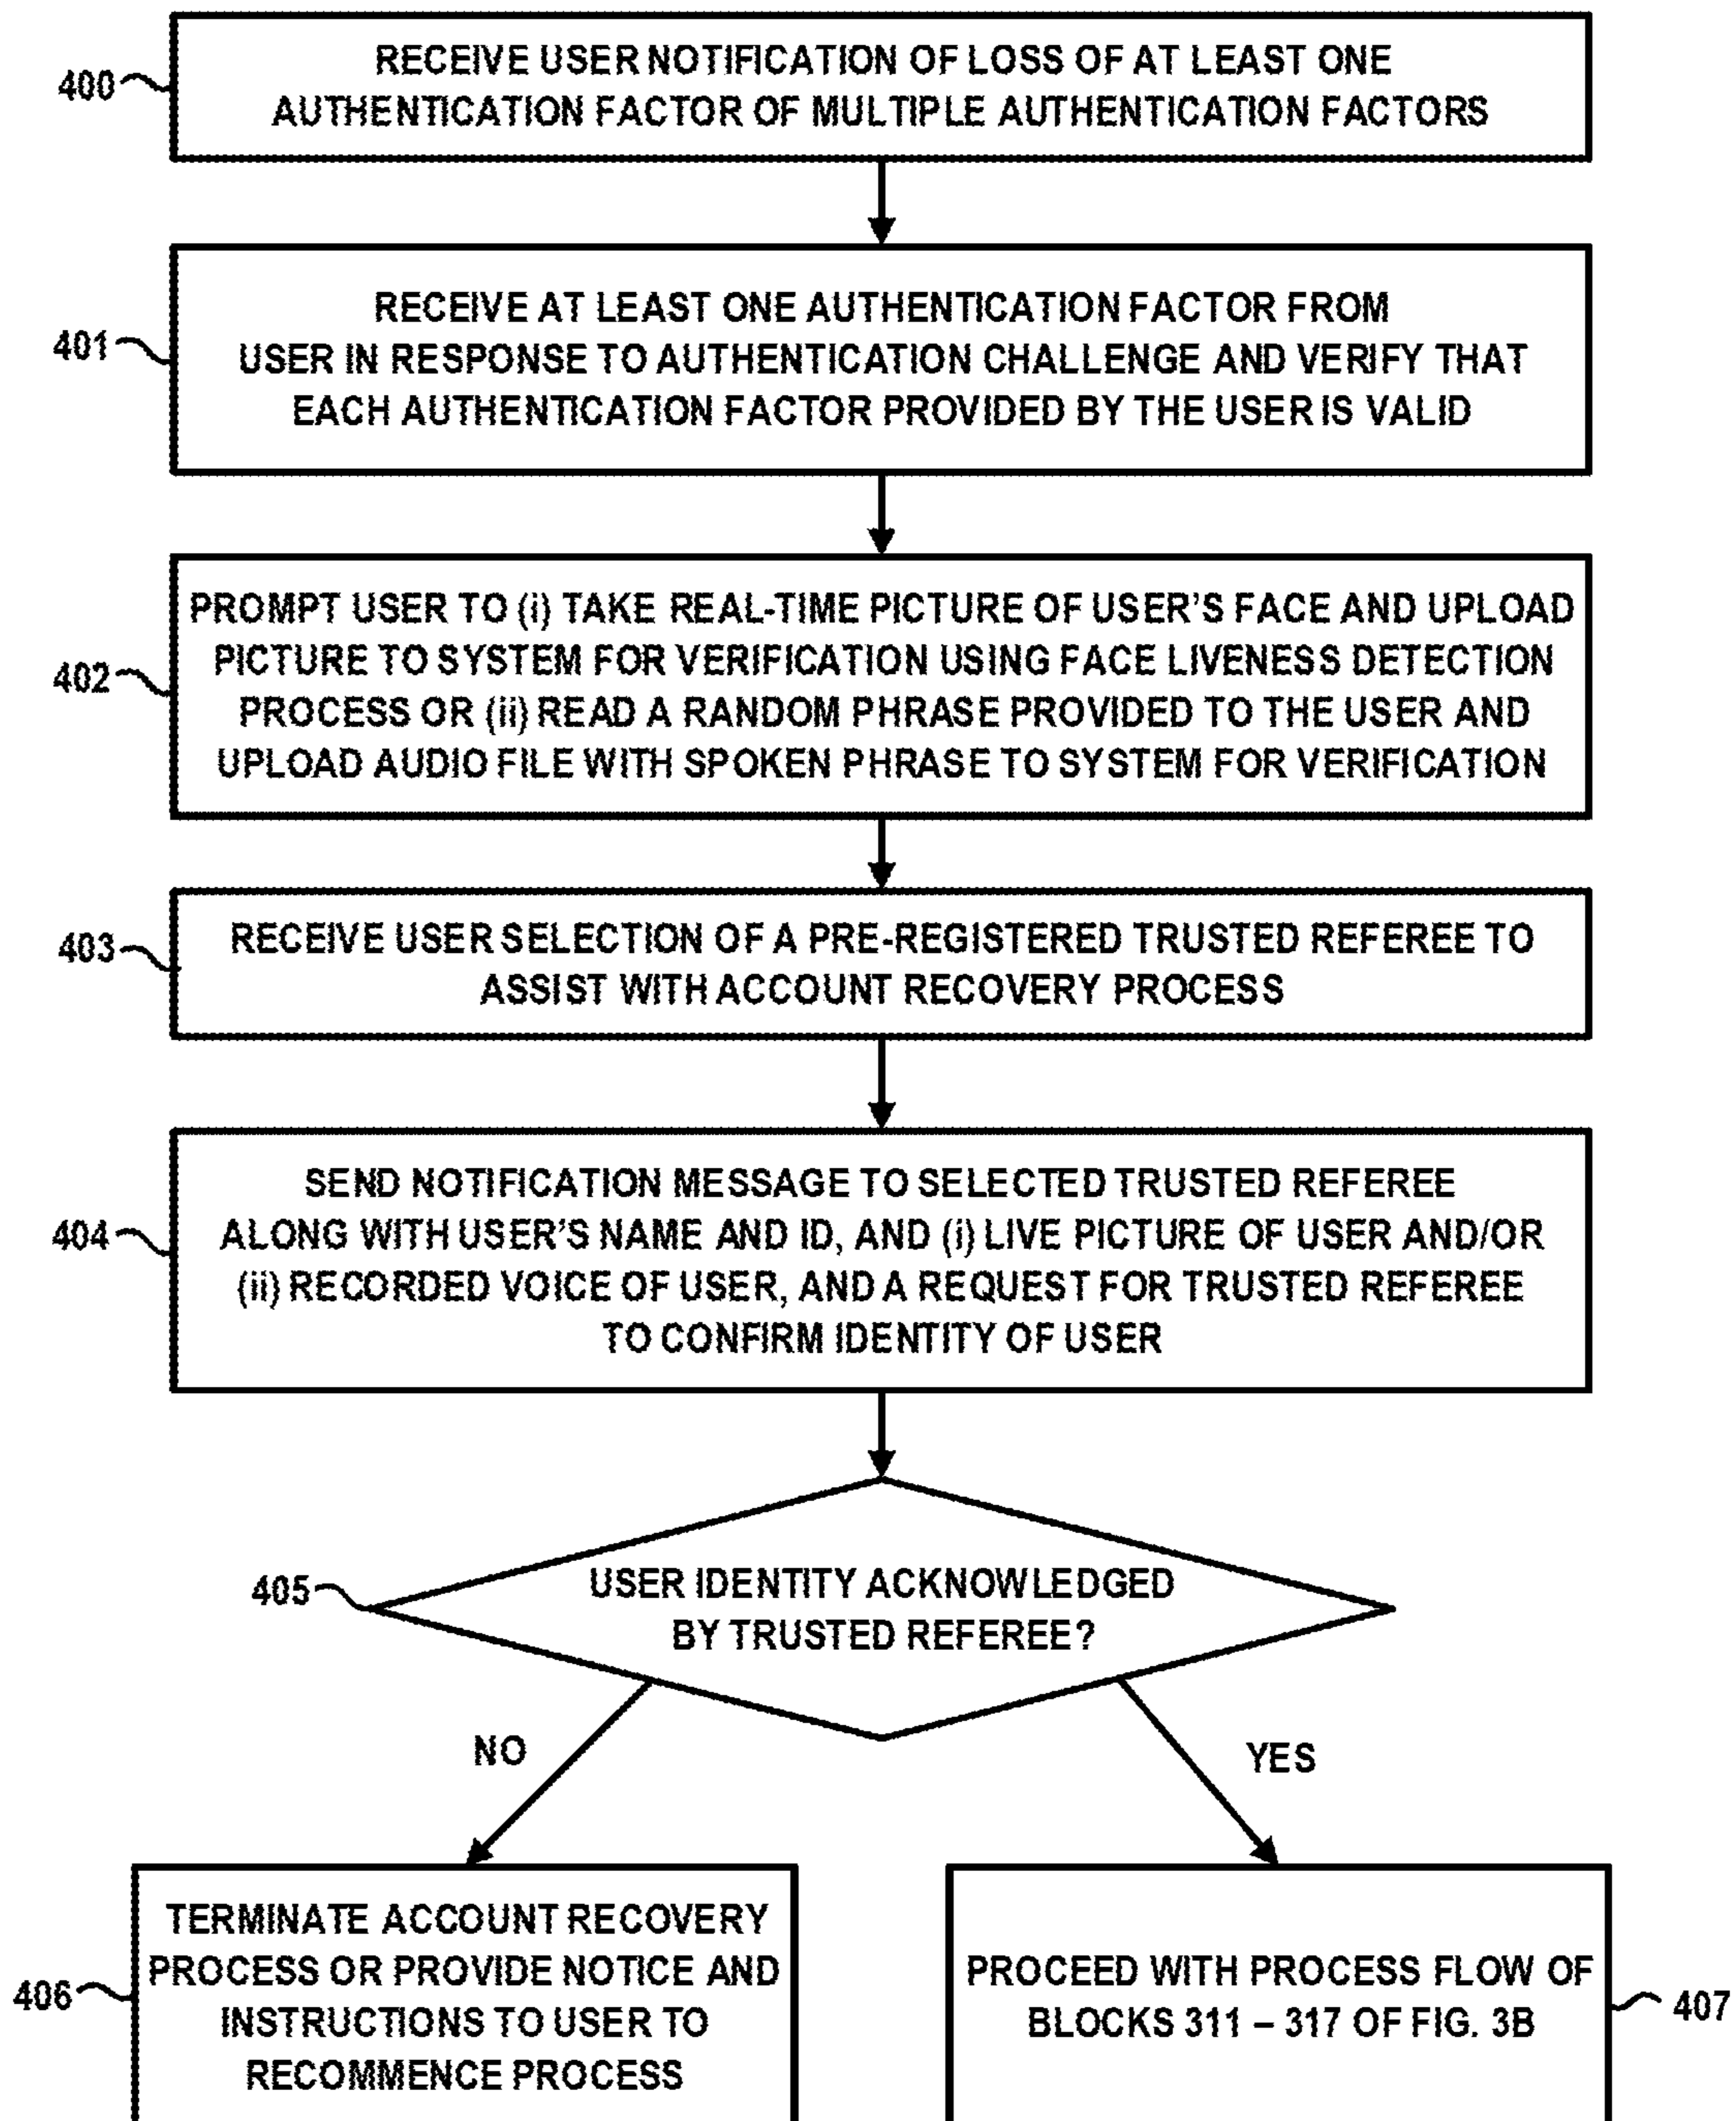 400
RECEIVE USER NOTIFICATION OF LOSS OF AT LEAST ONE
AUTHENTICATION FACTOR OF MULTIPLE AUTHENTICATION FACTORS
401
RECEIVE AT LEAST ONE AUTHENTICATION FACTOR FROM
USER IN RESPONSE TO AUTHENTICATION CHALLENGE AND VERIFY THAT
EACH AUTHENTICATION FACTOR PROVIDED BY THE USER IS VALID
402
PROMPT USER TO (i) TAKE REAL-TIME PICTURE OF USER'S FACE AND UPLOAD
PICTURE TO SYSTEM FOR VERIFICATION USING FACE LIVENESS DETECTION
PROCESS OR (ii) READ A RANDOM PHRASE PROVIDED TO THE USER AND
UPLOAD AUDIO FILE WITH SPOKEN PHRASE TO SYSTEM FOR VERIFICATION
403
RECEIVE USER SELECTION OF A PRE-REGISTERED TRUSTED REFEREE TO
ASSIST WITH ACCOUNT RECOVERY PROCESS
404
SEND NOTIFICATION MESSAGE TO SELECTED TRUSTED REFEREE
ALONG WITH USER'S NAME AND ID, AND (i) LIVE PICTURE OF USER AND/OR
(ii) RECORDED VOICE OF USER, AND A REQUEST FOR TRUSTED REFEREE
TO CONFIRM IDENTITY OF USER
405
USER IDENTITY ACKNOWLEDGED
BY TRUSTED REFEREE?
NO
YES
406
TERMINATE ACCOUNT RECOVERY
PROCESS OR PROVIDE NOTICE AND
INSTRUCTIONS TO USER TO
RECOMMENCE PROCESS
PROCEED WITH PROCESS FLOW OF
BLOCKS 311 – 317 OF FIG. 3B
407